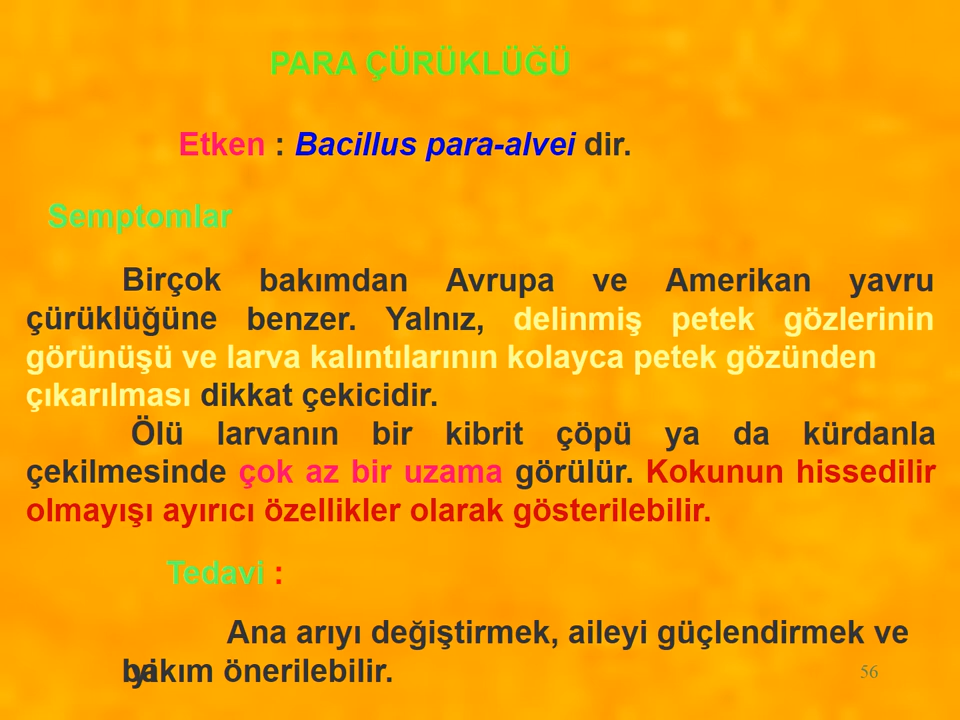 PARA ÇÜRÜKLÜĞÜ
Etken : Bacillus para-alvei dir.
Semptomlar
Birçok bakımdan Avrupa ve Amerikan yavru
çürüklüğüne benzer. Yalnız, delinmiş petek gözlerinin
görünüşü ve larva kalıntılarının kolayca petek gözünden
çıkarılması dikkat çekicidir.
Ölü larvanın bir kibrit çöpü ya da kürdanla
çekilmesinde çok az bir uzama görülür. Kokunun hissedilir
olmayışı ayırıcı özellikler olarak gösterilebilir.
Tedavi :
Ana arıyı değiştirmek, aileyi güçlendirmek ve
iyi bakım önerilebilir.
56